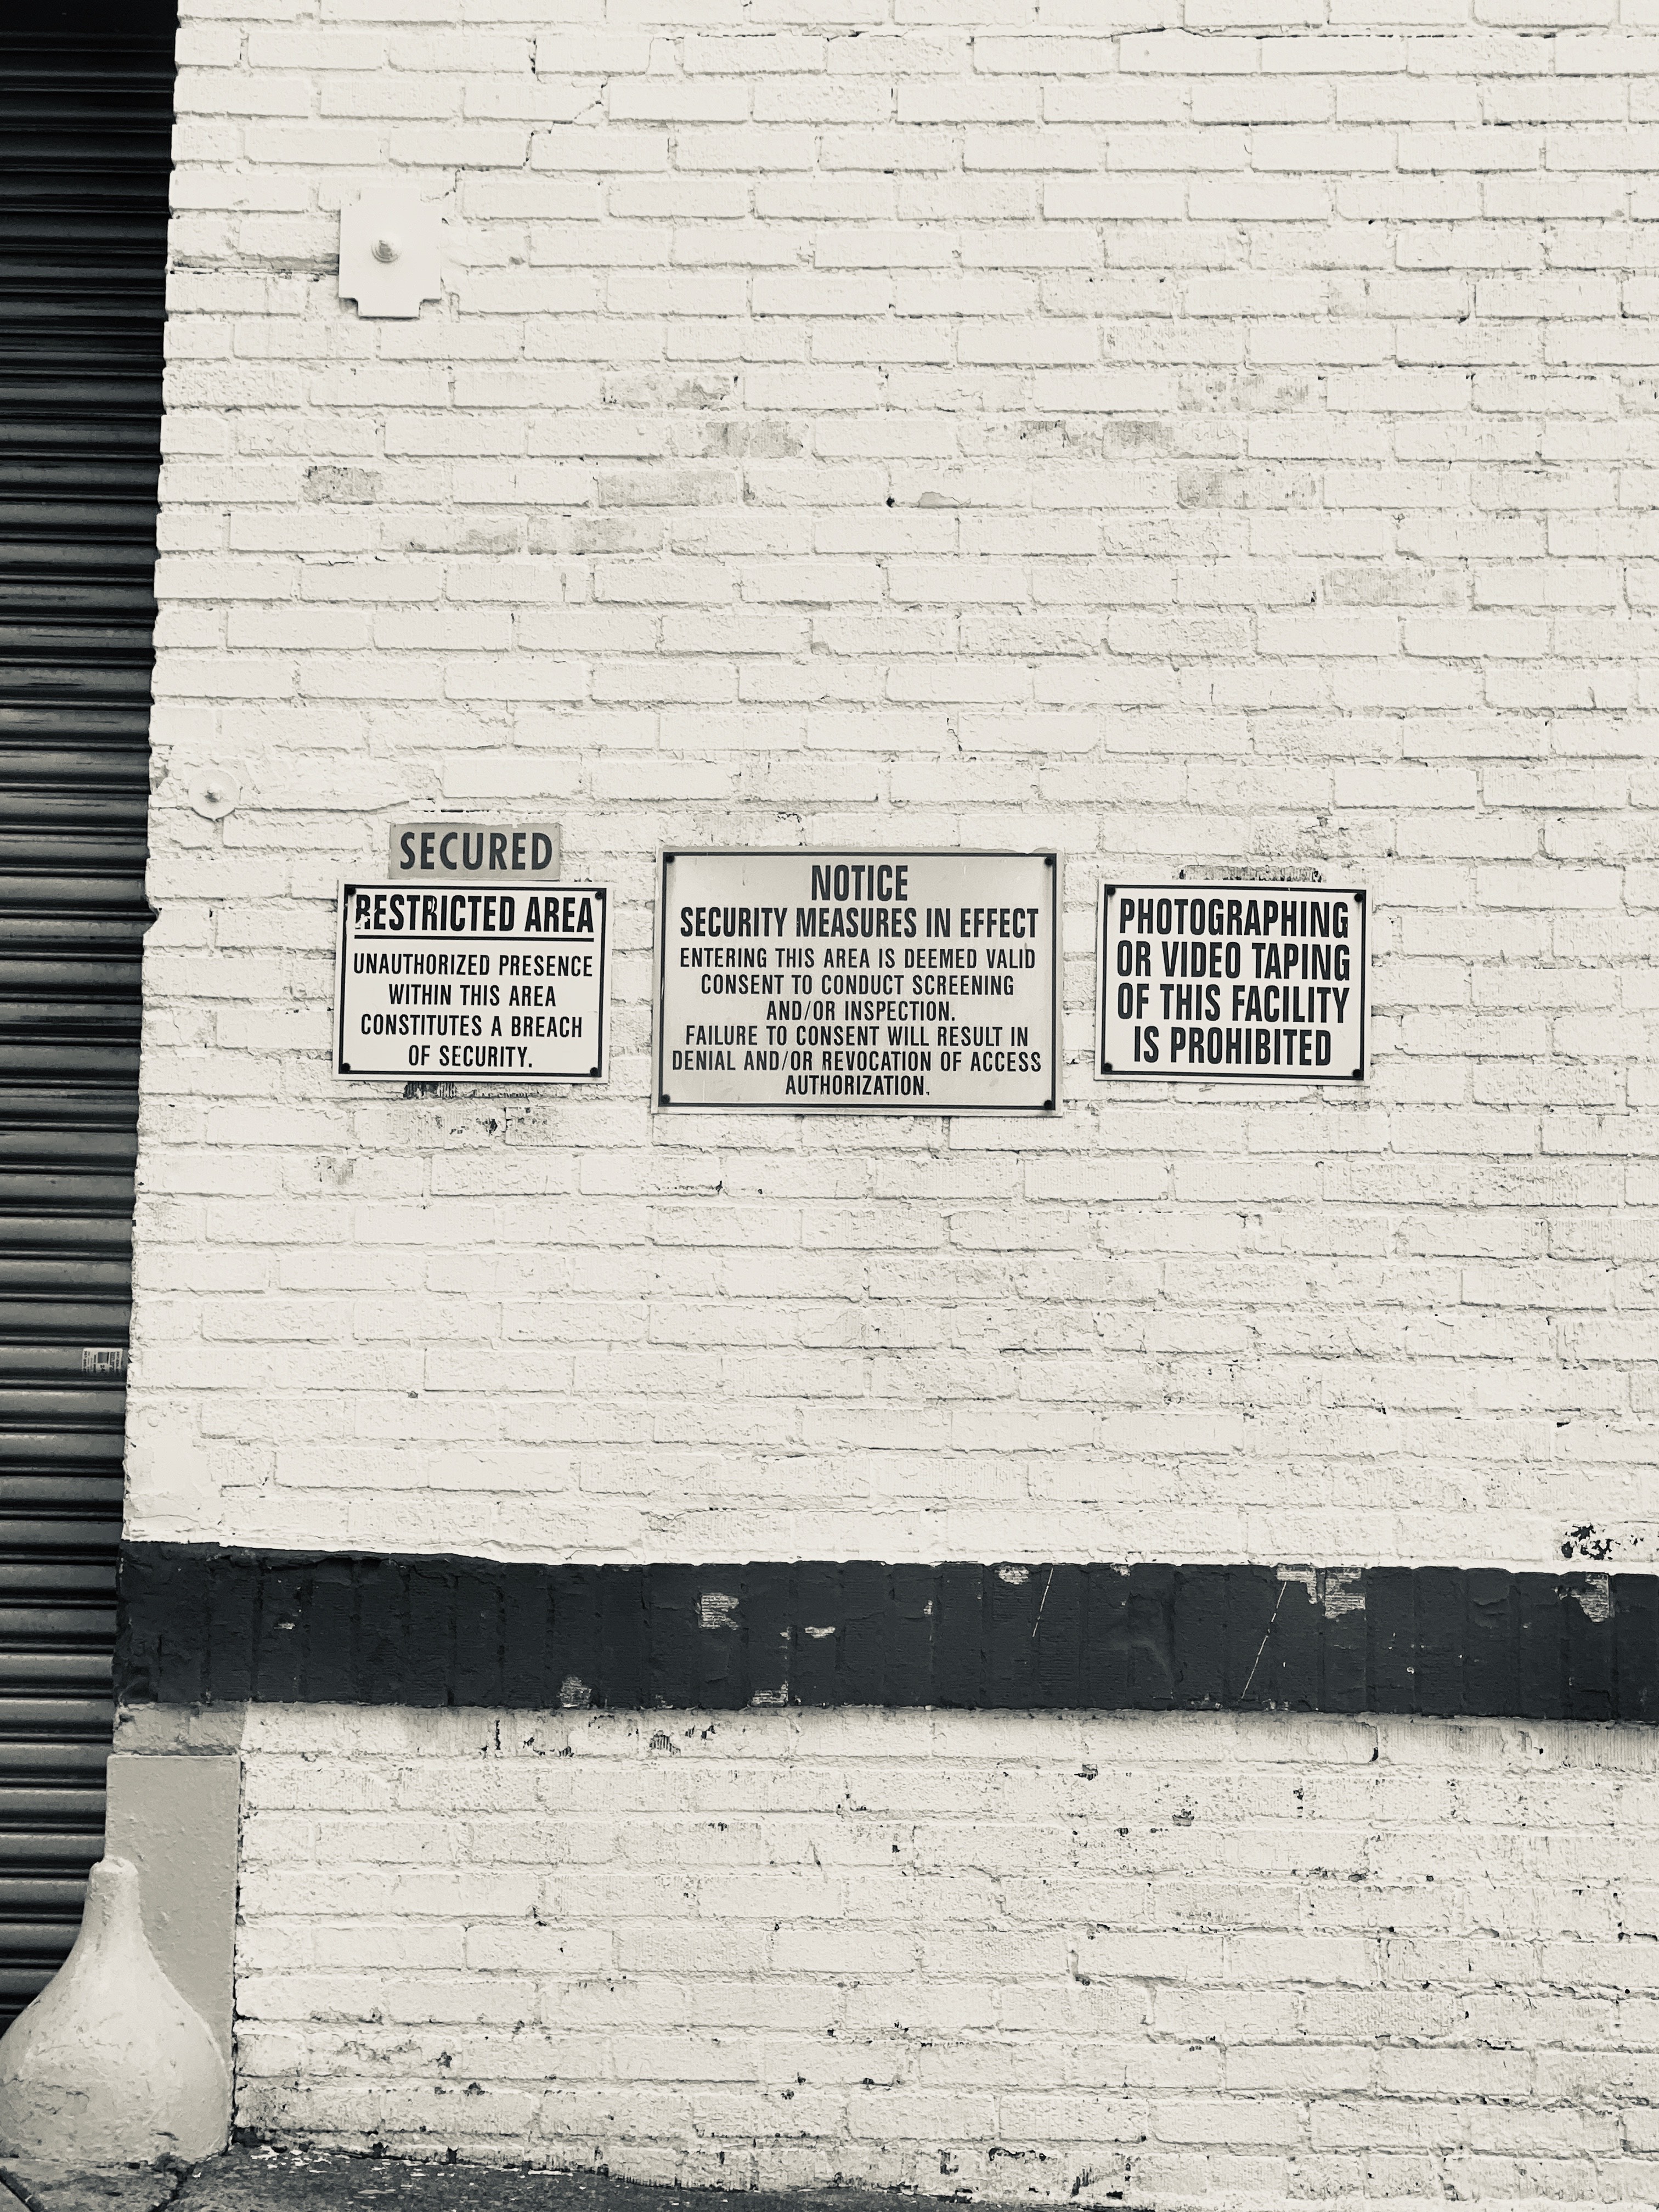 SECURED
RESTRICTED AREA
UNAUTHORIZED PRESENCE
WITHIN THIS AREA
CONSTITUTES A BREACH
OF SECURITY.
NOTICE
SECURITY MEASURES IN EFFECT
ENTERING THIS AREA IS DEEMED VALID
CONSENT TO CONDUCT SCREENING
AND/OR INSPECTION.
FAILURE TO CONSENT WILL RESULT IN
DENIAL AND/OR REVOCATION OF ACCESS
AUTHORIZATION.
PHOTOGRAPHING
OR VIDEO TAPING
OF THIS FACILITY
IS PROHIBITED